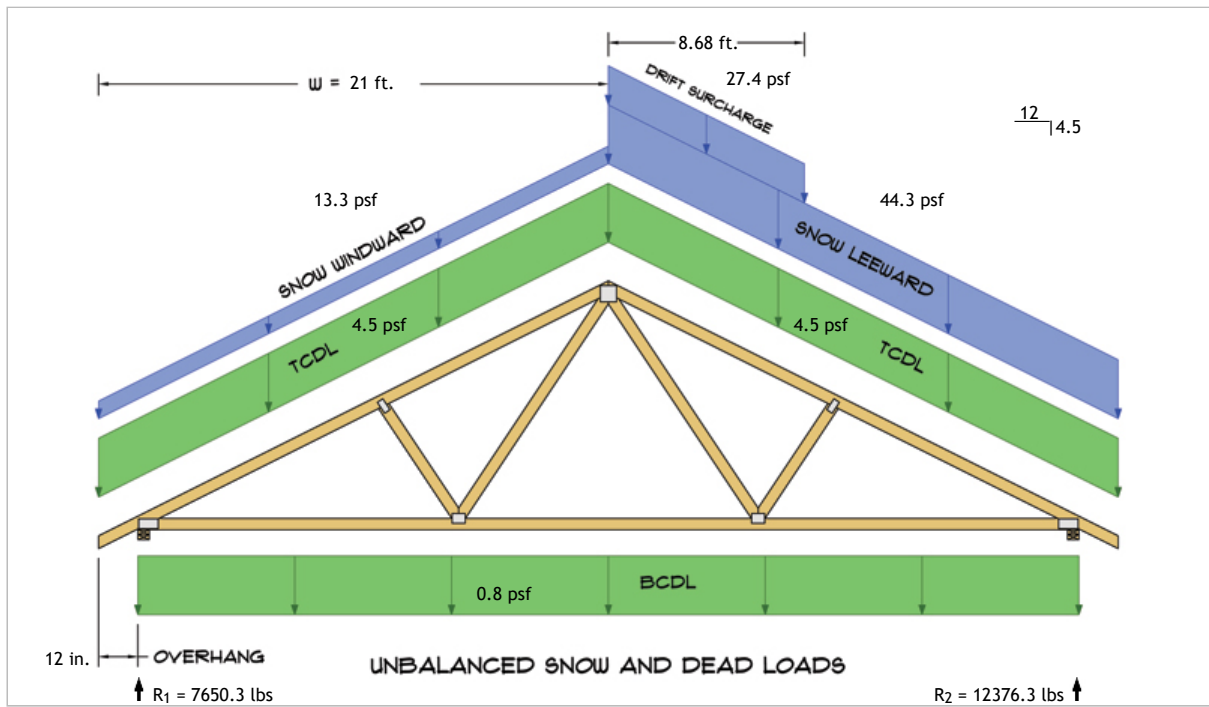 8.68 ft.
W = 21 ft.
DRIFT SURCHARGE
27.4 psf
12
4.5
13.3 psf
44.3 psf
SNOW WINDWARD
SNOW LEEWARD
4.5 psf
4.5 psf
TCDL
TCDL
0.8 psf
BCDL
12 in.
OVERHANG
UNBALANCED SNOW AND DEAD LOADS
R1 = 7650.3 lbs
R2 = 12376.3 lbs